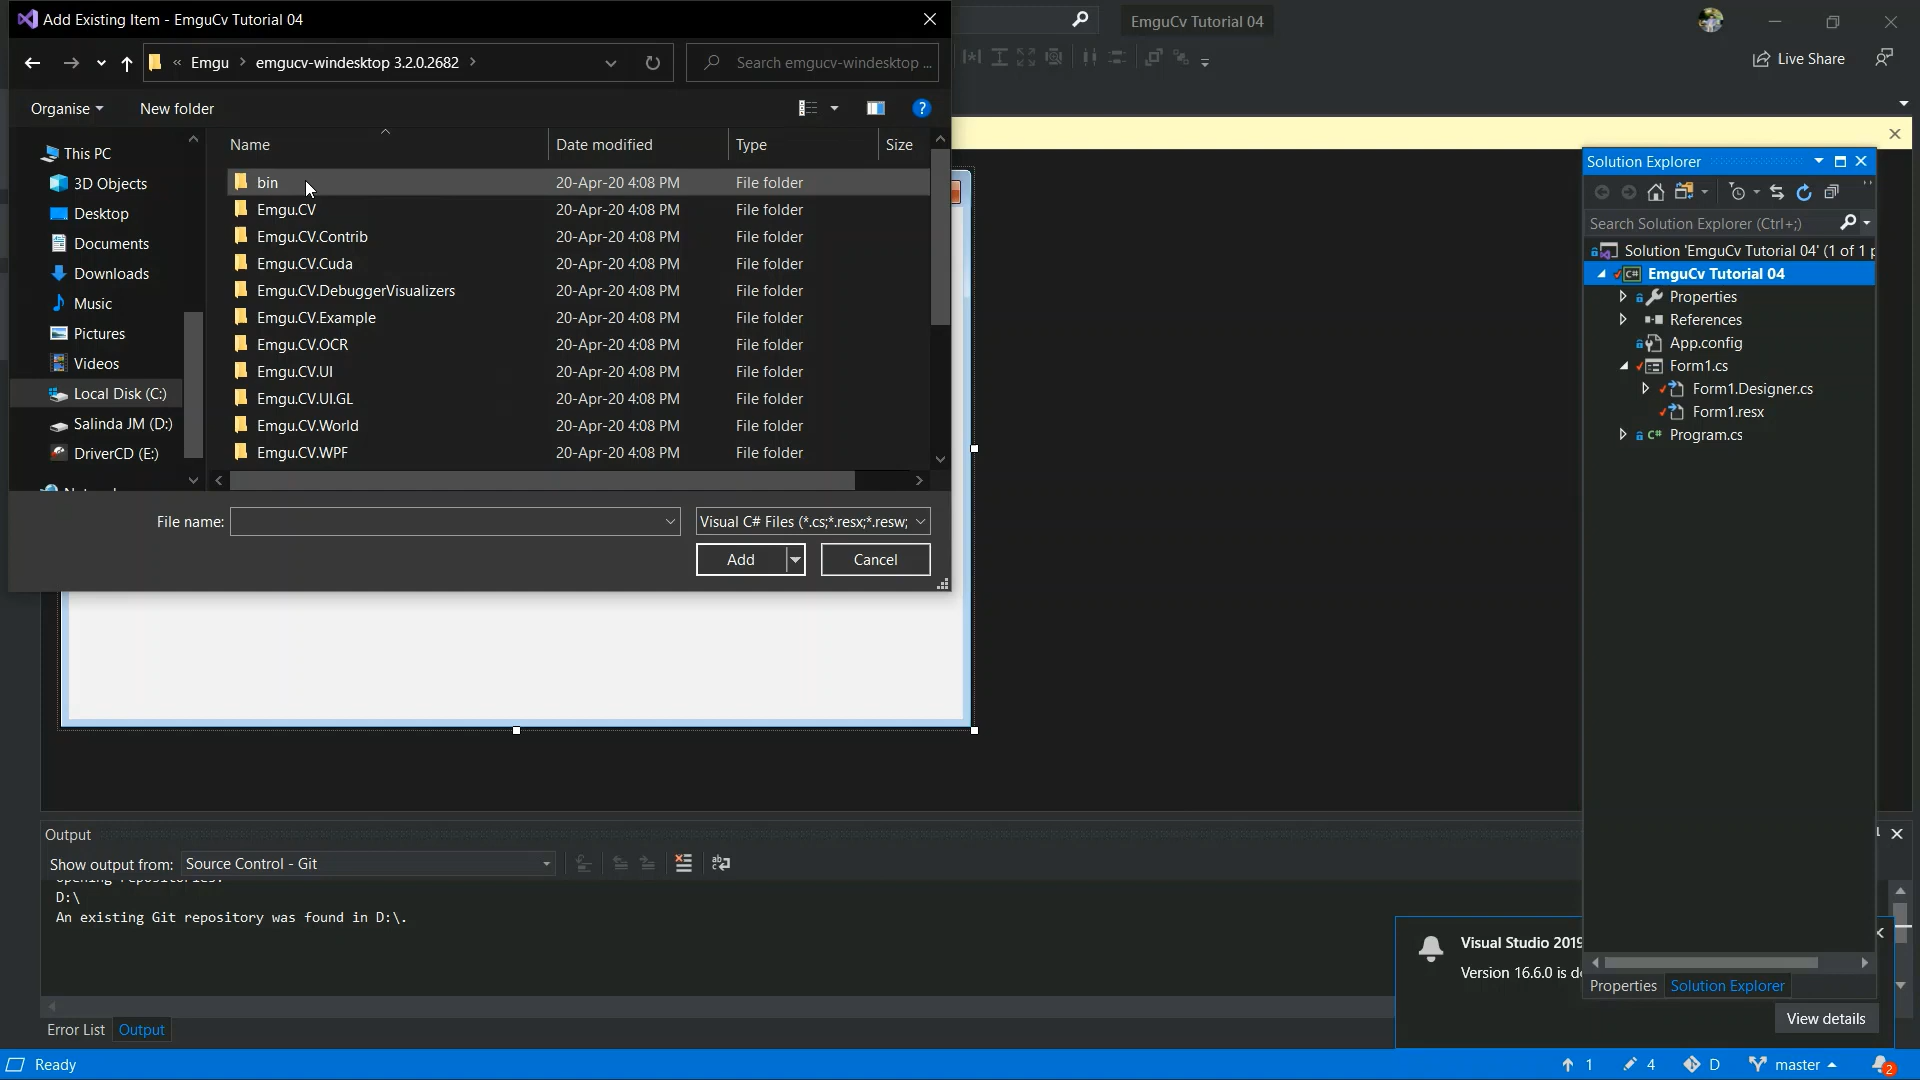 Add Existing Item - EmguCv Tutorial 04
EmguCv Tutorial 04
« Emgu > emgucv-windesktop 3.2.0.2682 >
Search emgucv-windesktop ...
Live Share
Organise
New folder
Name
Date modified
Type
Size
This PC
3D Objects
Desktop
Documents
Downloads
Music
Pictures
Videos
Local Disk (C:)
Salinda JM (D:)
DriverCD (E:)
bin 20-Apr-20 4:08 PM File folder
Emgu.CV 20-Apr-20 4:08 PM File folder
Emgu.CV.Contrib 20-Apr-20 4:08 PM File folder
Emgu.CV.Cuda 20-Apr-20 4:08 PM File folder
Emgu.CV.DebuggerVisualizers 20-Apr-20 4:08 PM File folder
Emgu.CV.Example 20-Apr-20 4:08 PM File folder
Emgu.CV.OCR 20-Apr-20 4:08 PM File folder
Emgu.CV.UI 20-Apr-20 4:08 PM File folder
Emgu.CV.UI.GL 20-Apr-20 4:08 PM File folder
Emgu.CV.World 20-Apr-20 4:08 PM File folder
Emgu.CV.WPF 20-Apr-20 4:08 PM File folder
File name:
Visual C# Files (*.cs;*.resx;*.resw;
Add
Cancel
Solution Explorer
Search Solution Explorer (Ctrl+;)
Solution 'EmguCv Tutorial 04' (1 of 1 p
C# EmguCv Tutorial 04
Properties
References
App.config
Form1.cs
Form1.Designer.cs
Form1.resx
C# Program.cs
Output
Show output from: Source Control - Git
D:\
An existing Git repository was found in D:\.
Visual Studio 2019
Version 16.6.0 is
Properties
Solution Explorer
View details
Error List
Output
Ready
1
4
D
master
2